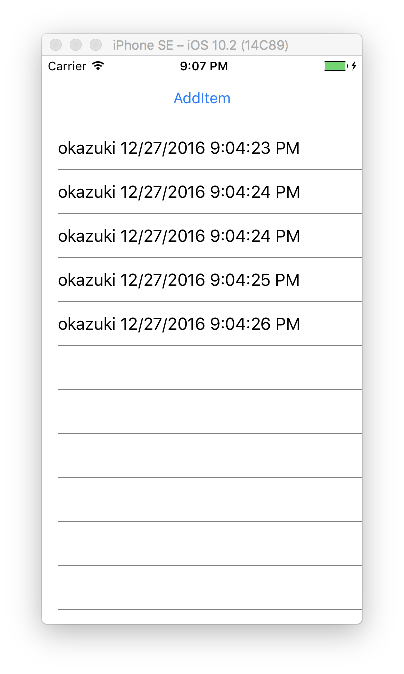 iPhone SE – iOS 10.2 (14C89)
Carrier 9:07 PM
AddItem
okazuki 12/27/2016 9:04:23 PM
okazuki 12/27/2016 9:04:24 PM
okazuki 12/27/2016 9:04:24 PM
okazuki 12/27/2016 9:04:25 PM
okazuki 12/27/2016 9:04:26 PM